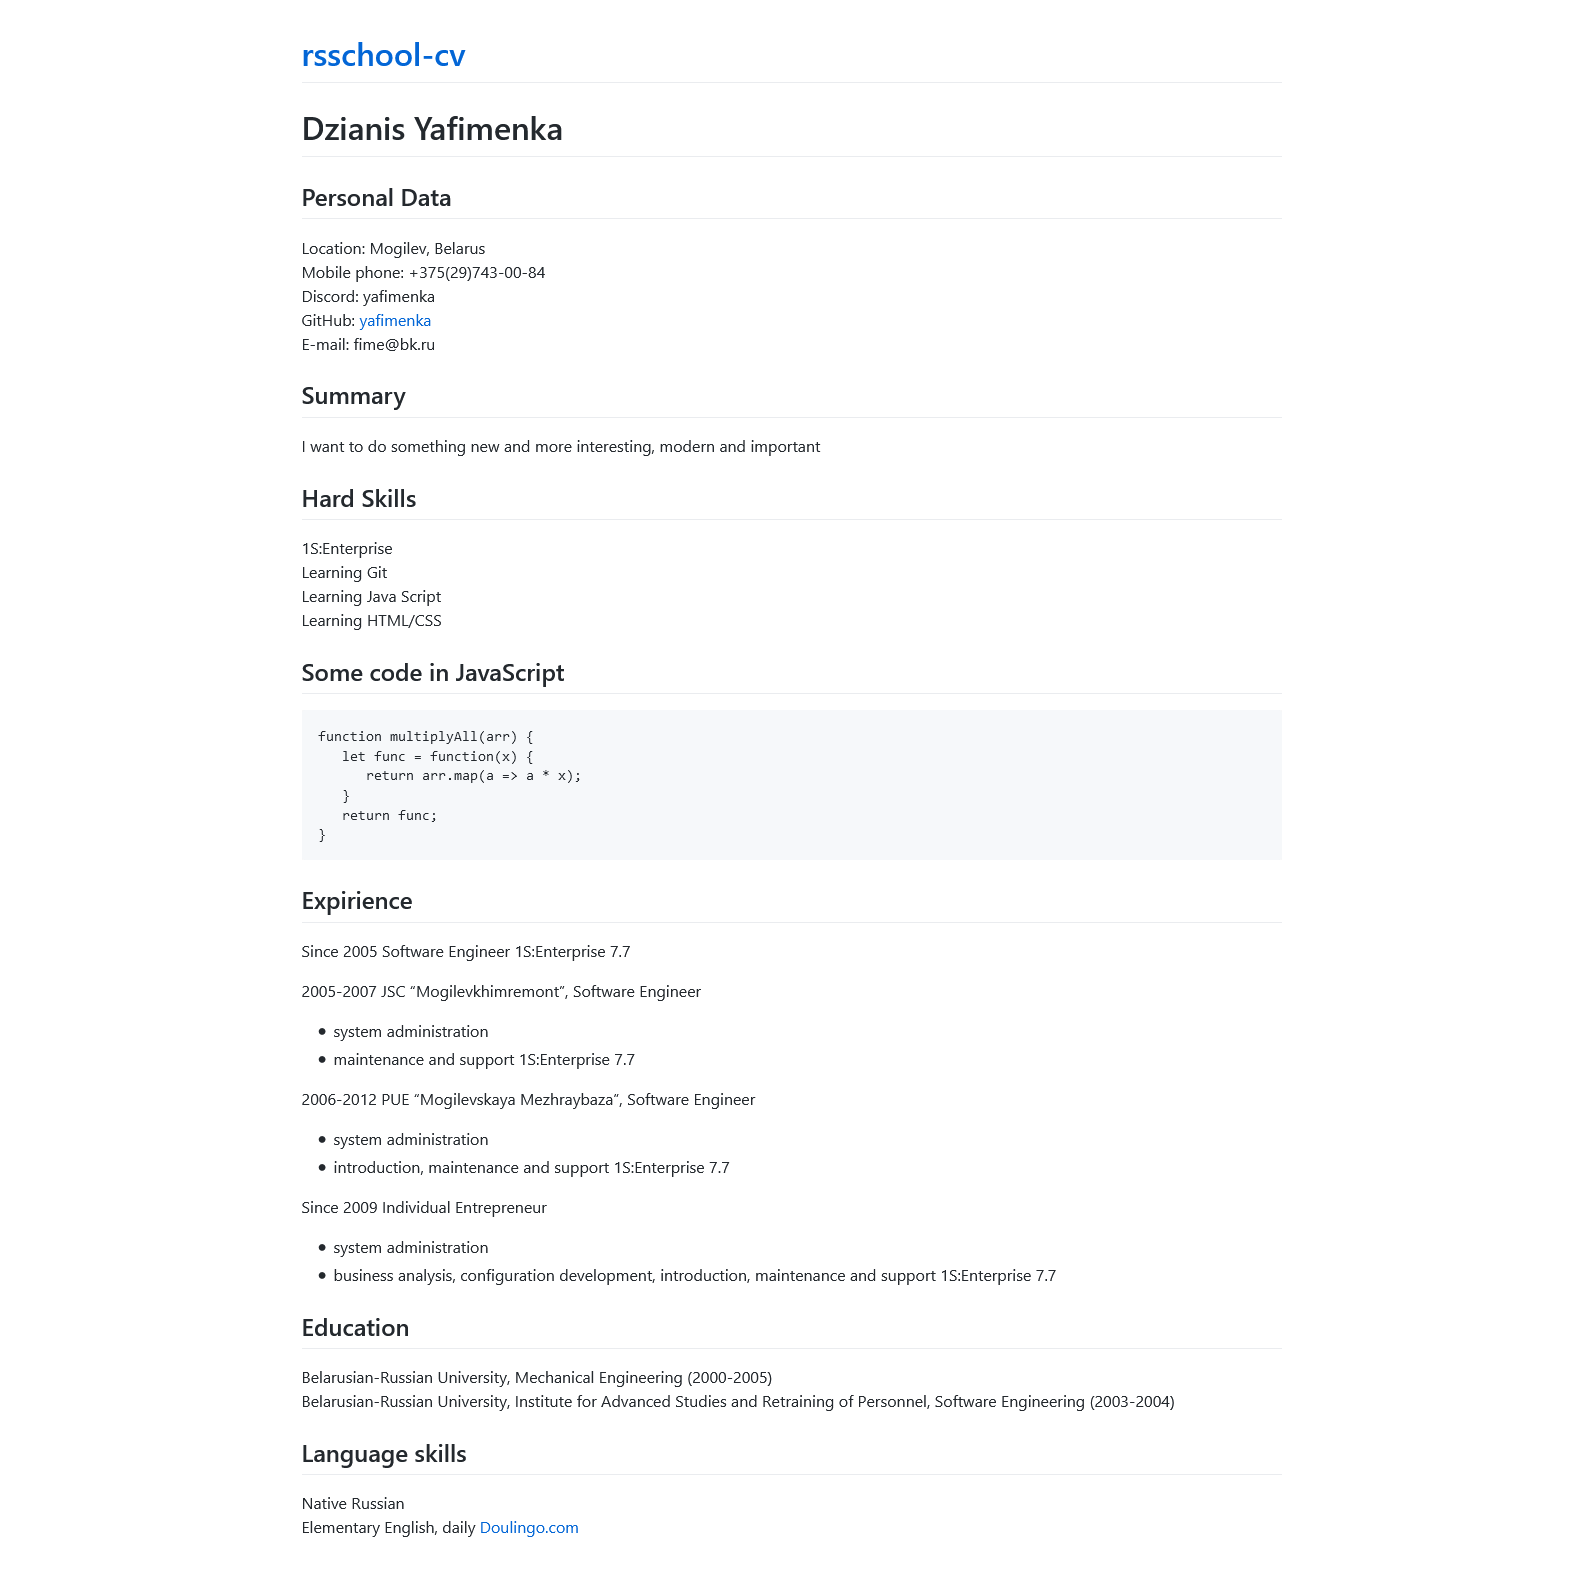 rsschool-cv
Dzianis Yafimenka
Personal Data
Location: Mogilev, Belarus
Mobile phone: +375(29)743-00-84
Discord: yafimenka
GitHub: yafimenka
E-mail: fime@bk.ru
Summary
I want to do something new and more interesting, modern and important
Hard Skills
1S:Enterprise
Learning Git
Learning Java Script
Learning HTML/CSS
Some code in JavaScript
function multiplyAll(arr) {
   let func = function(x) {
      return arr.map(a => a * x);
   }
   return func;
}
Expirience
Since 2005 Software Engineer 1S:Enterprise 7.7
2005-2007 JSC “Mogilevkhimremont”, Software Engineer
• system administration
• maintenance and support 1S:Enterprise 7.7
2006-2012 PUE “Mogilevskaya Mezhraybaza”, Software Engineer
• system administration
• introduction, maintenance and support 1S:Enterprise 7.7
Since 2009 Individual Entrepreneur
• system administration
• business analysis, configuration development, introduction, maintenance and support 1S:Enterprise 7.7
Education
Belarusian-Russian University, Mechanical Engineering (2000-2005)
Belarusian-Russian University, Institute for Advanced Studies and Retraining of Personnel, Software Engineering (2003-2004)
Language skills
Native Russian
Elementary English, daily Doulingo.com